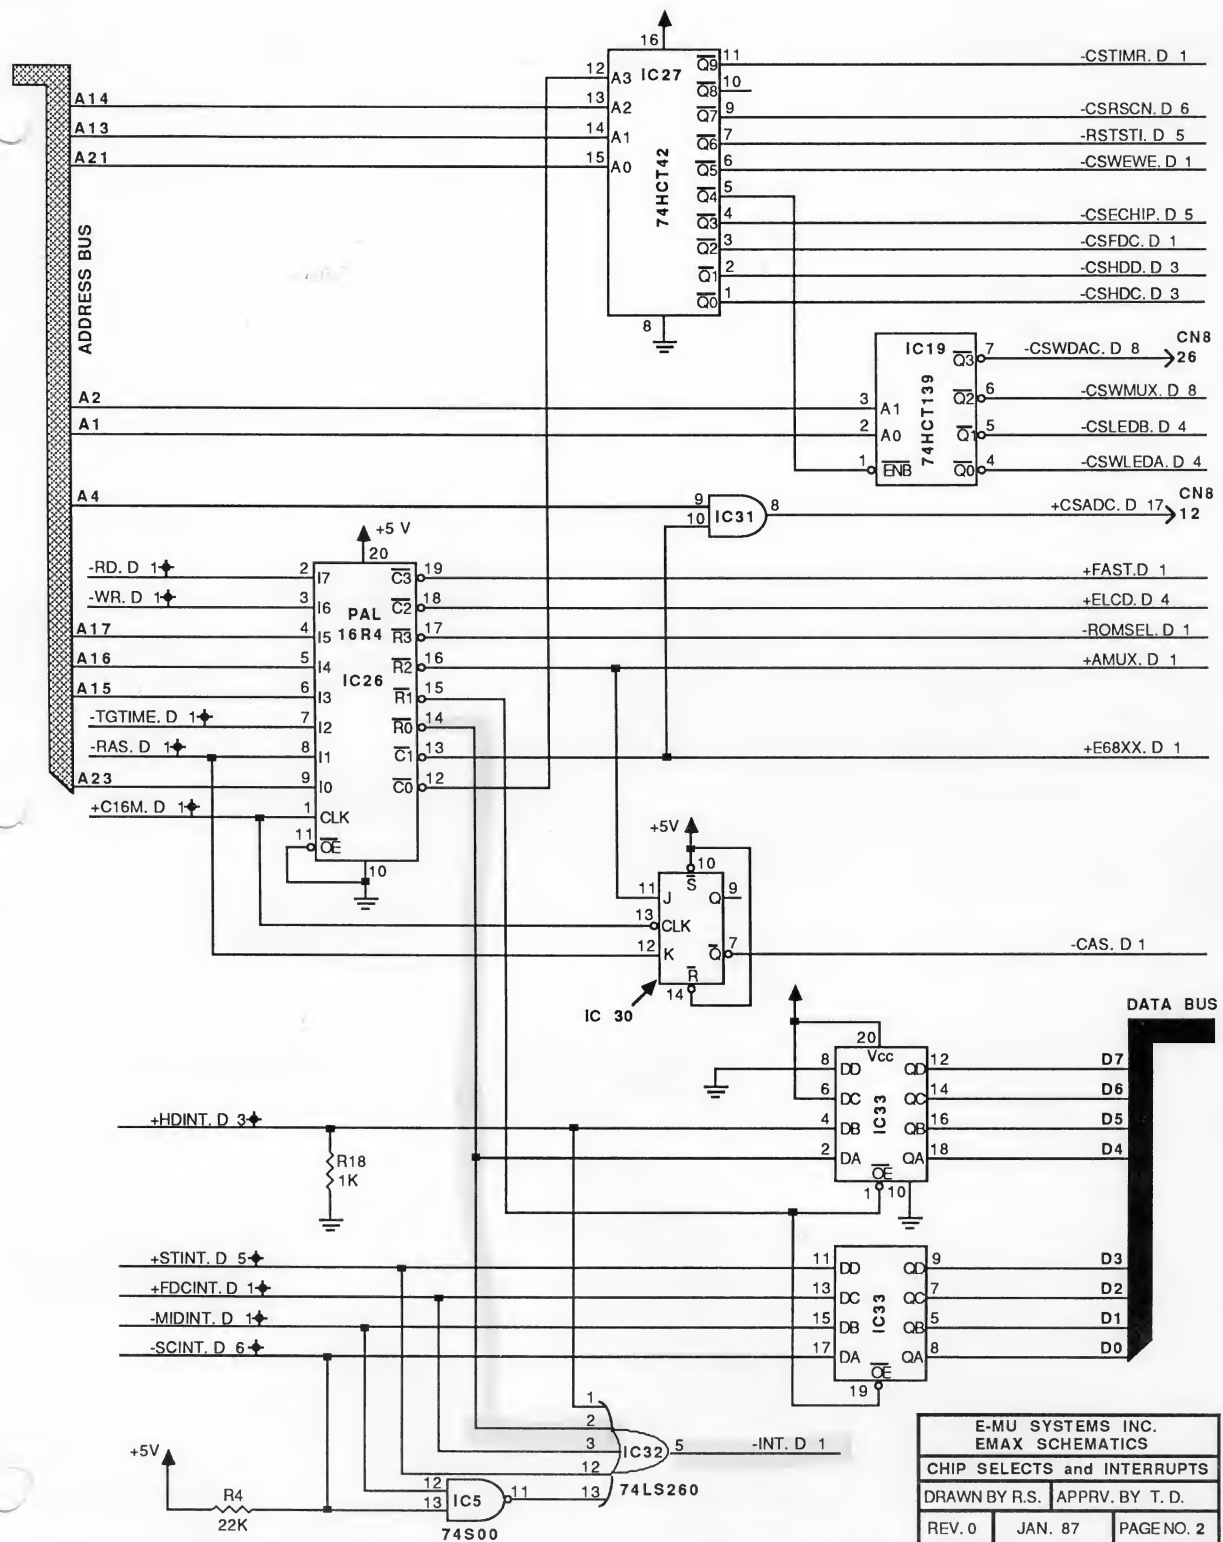 16
12 A3 IC27 Q9 11 -CSTIMR. D 1
Q8 10
A14 13 A2
Q7 9 -CSRSCN. D 6
A13 14 A1
Q6 7 -RSTSTI. D 5
A21 15 A0
Q5 6 -CSWEWE. D 1
74HCT42
Q4 5
Q3 4 -CSECHIP. D 5
Q2 3 -CSFDC. D 1
Q1 2 -CSHDD. D 3
Q0 1 -CSHDC. D 3
8
ADDRESS BUS
IC19 Q3 7 -CSWDAC. D 8 CN8 26
74HCT139
A2 3 A1 Q2 6 -CSWMUX. D 8
A1 2 A0 Q1 5 -CSLEDB. D 4
1 ENB Q0 4 -CSWLEDA. D 4
A4 9 10 IC31 8 +CSADC. D 17 CN8 12
+5 V
20
-RD. D 1 2 I7 C3 19 +FAST.D 1
-WR. D 1 3 I6 PAL C2 18 +ELCD. D 4
A17 4 I5 16R4 R3 17 -ROMSEL. D 1
A16 5 I4 R2 16 +AMUX. D 1
A15 6 I3 IC26 R1 15
-TGTIME. D 1 7 I2 R0 14
-RAS. D 1 8 I1 C1 13 +E68XX. D 1
A23 9 I0 C0 12
+C16M. D 1 1 CLK
11 OE
10
+5V
10
S
11 J Q 9
13 CLK
12 K Q 7 -CAS. D 1
R
14
IC 30
DATA BUS
20
Vcc
8 DD QD 12 D7
6 DC QC 14 D6
+HDINT. D 3 4 DB IC33 QB 16 D5
2 DA QA 18 D4
OE
1 10
R18
1K
+STINT. D 5 11 DD QD 9 D3
+FDCINT. D 1 13 DC QC 7 D2
-MIDINT. D 1 15 DB IC33 QB 5 D1
-SCINT. D 6 17 DA QA 8 D0
OE
19
1
2
3 IC32 5 -INT. D 1
12
13
74LS260
+5V
R4
22K
12
13 IC5 11
74S00
E-MU SYSTEMS INC.
EMAX SCHEMATICS
CHIP SELECTS and INTERRUPTS
DRAWN BY R.S. APPRV. BY T. D.
REV. 0 JAN. 87 PAGE NO. 2